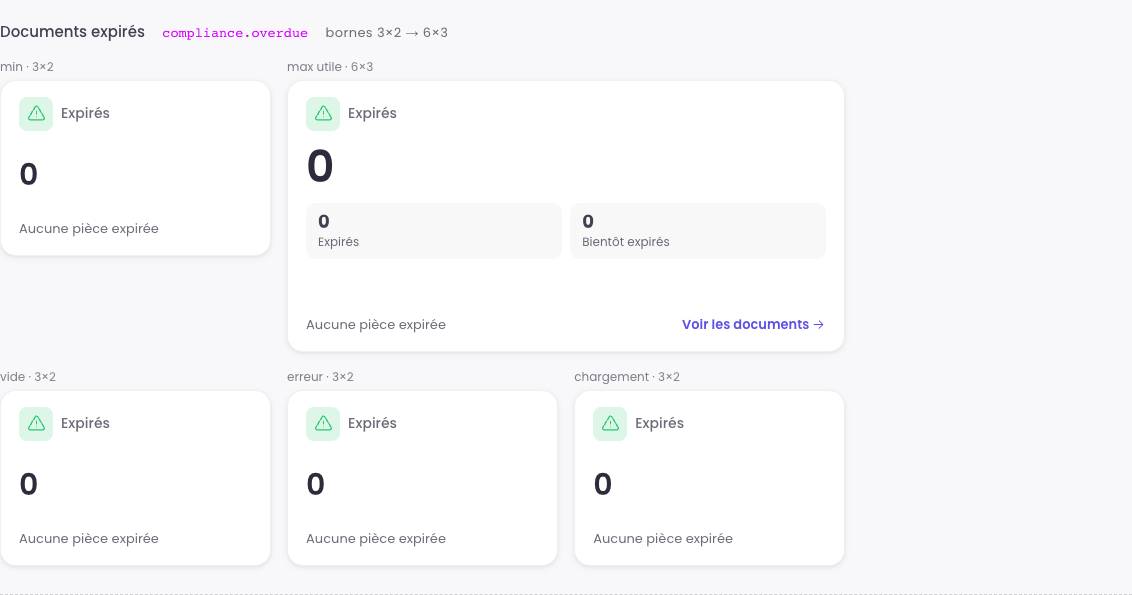 Documents expirés compliance.overdue bornes 3×2 → 6×3
min · 3×2
Expirés
0
Aucune pièce expirée
max utile · 6×3
Expirés
0
0
Expirés
0
Bientôt expirés
Aucune pièce expirée
Voir les documents →
vide · 3×2
Expirés
0
Aucune pièce expirée
erreur · 3×2
Expirés
0
Aucune pièce expirée
chargement · 3×2
Expirés
0
Aucune pièce expirée